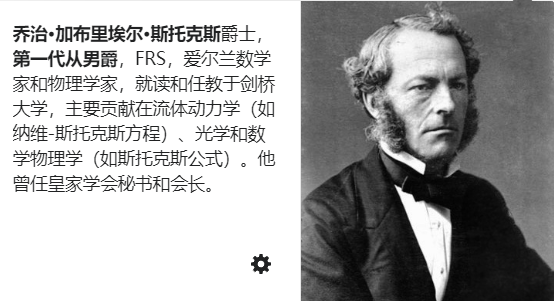 乔治·加布里埃尔·斯托克斯爵士，
第一代从男爵，FRS，爱尔兰数学
家和物理学家，就读和任教于剑桥
大学，主要贡献在流体动力学（如
纳维-斯托克斯方程）、光学和数
学物理学（如斯托克斯公式）。他
曾任皇家学会秘书和会长。